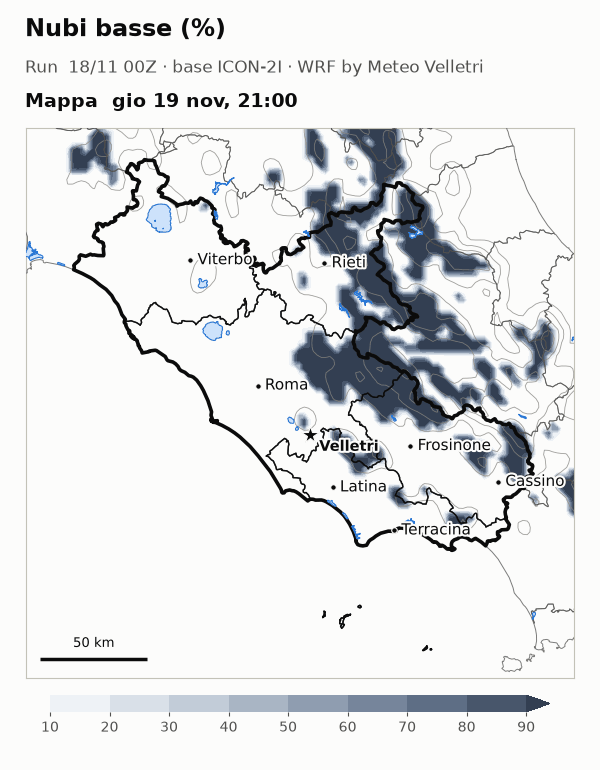 Nubi basse (%)
Run 18/11 00Z · base ICON-2I · WRF by Meteo Velletri
Mappa gio 19 nov, 21:00
Viterbo
Rieti
Roma
Velletri
Frosinone
Cassino
Latina
Terracina
50 km
10 20 30 40 50 60 70 80 90